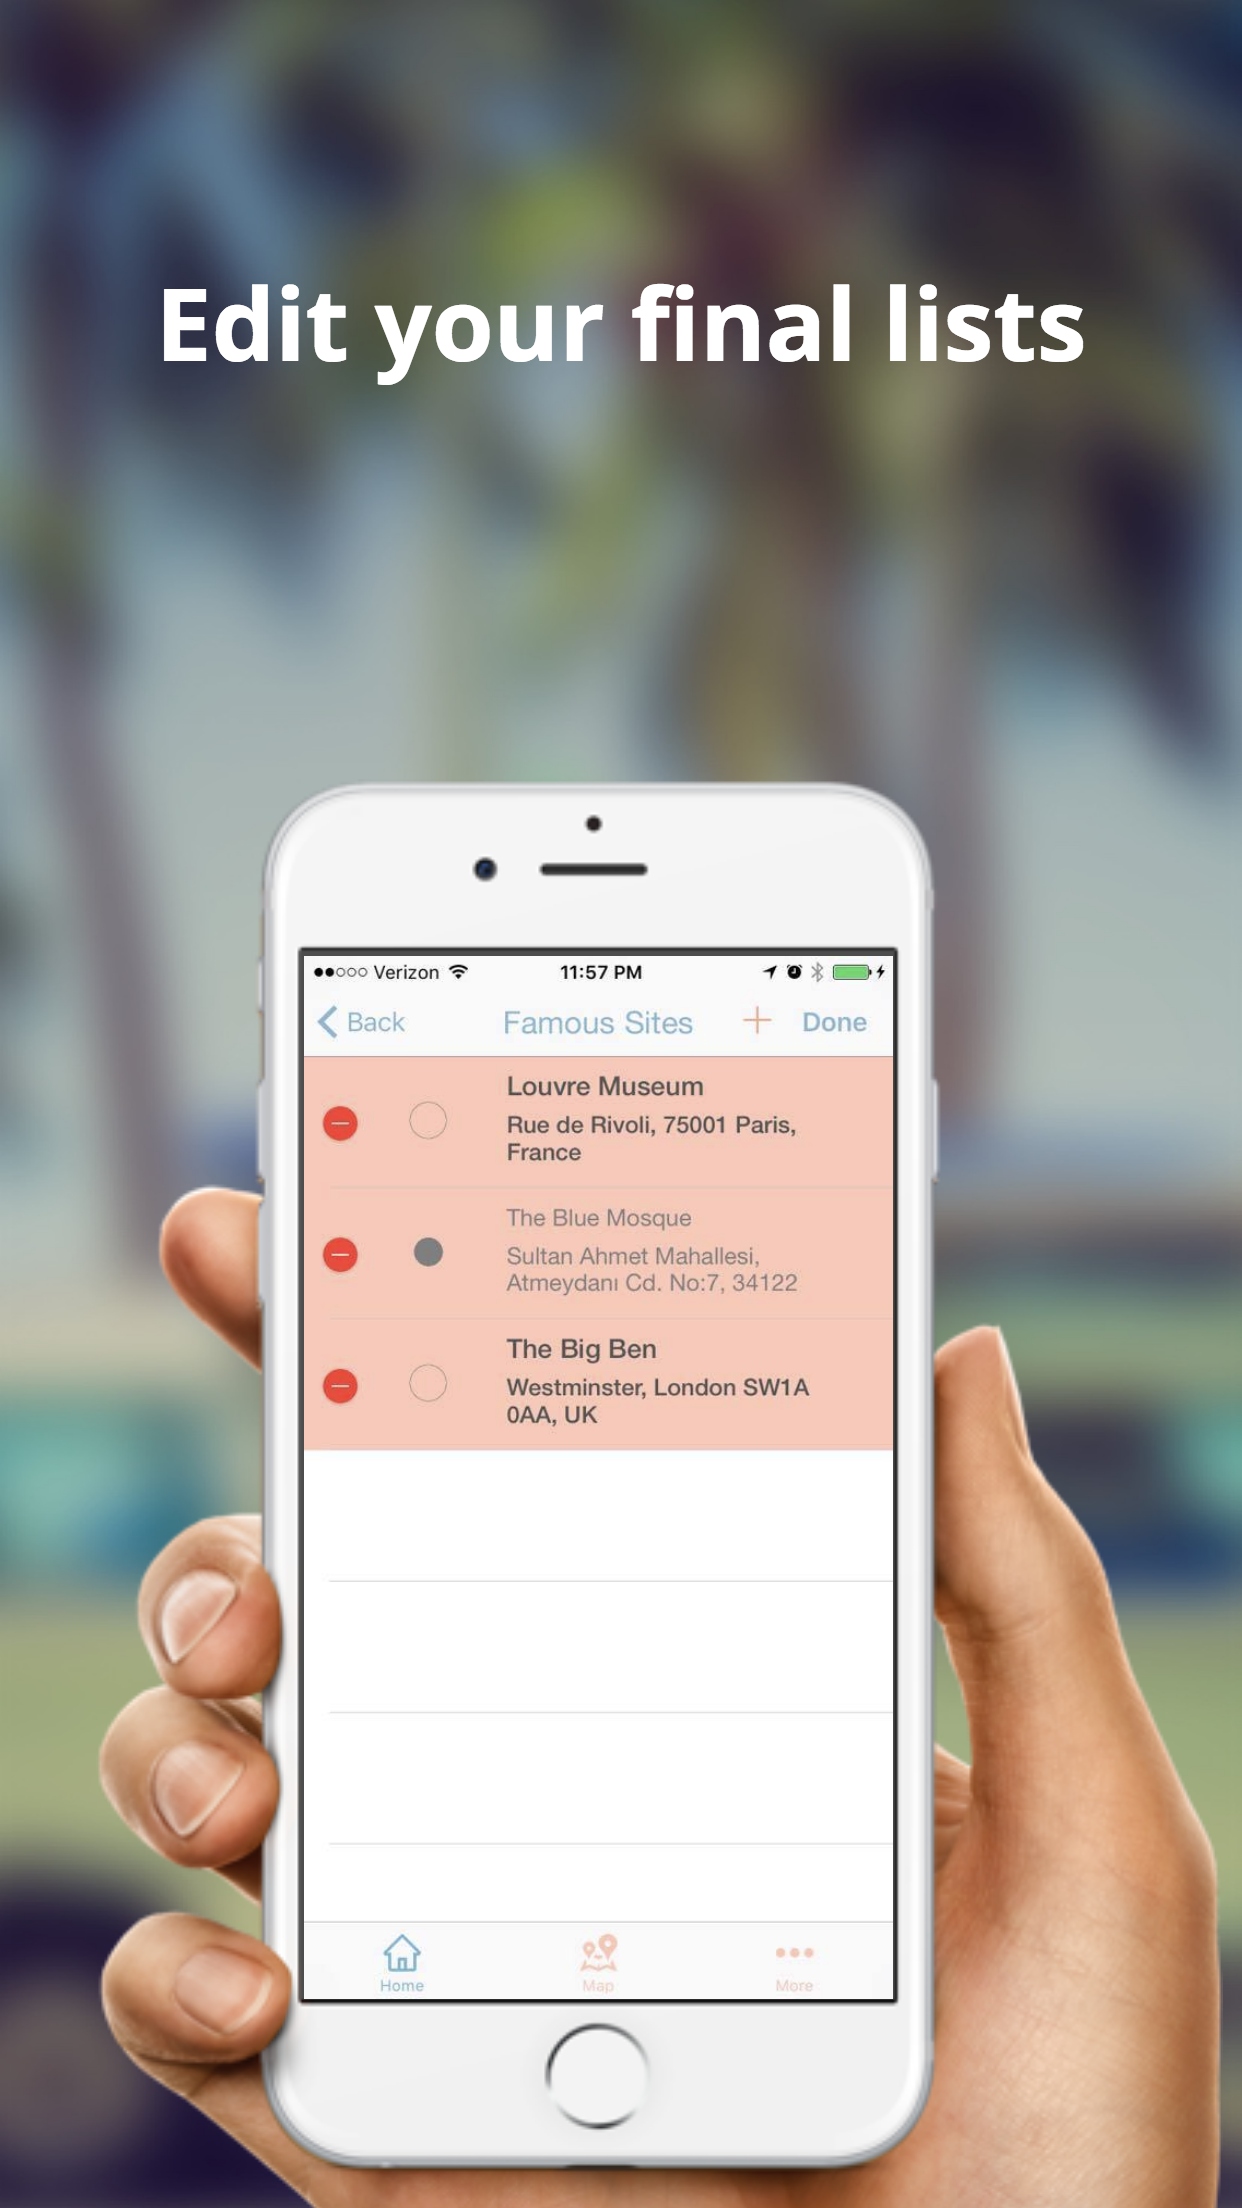 Edit your final lists
Verizon 11:57 PM
Back Famous Sites + Done
Louvre Museum
Rue de Rivoli, 75001 Paris,
France
The Blue Mosque
Sultan Ahmet Mahallesi,
Atmeydanı Cd. No:7, 34122
The Big Ben
Westminster, London SW1A
0AA, UK
Home Map More